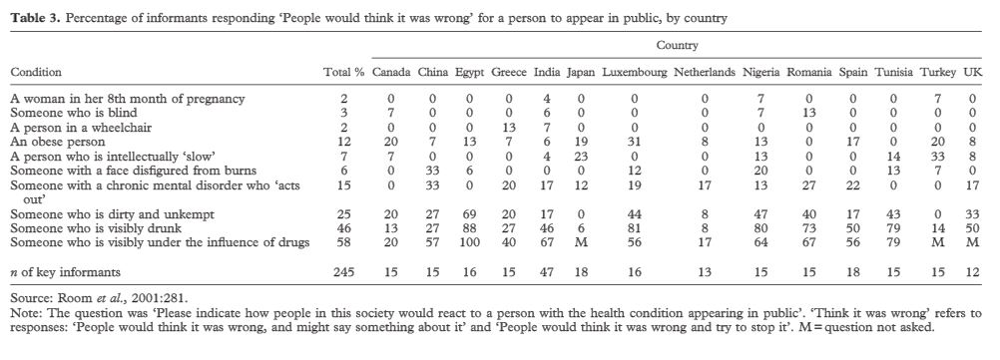 Table 3. Percentage of informants responding ‘People would think it was wrong’ for a person to appear in public, by country
Country
Condition Total % Canada China Egypt Greece India Japan Luxembourg Netherlands Nigeria Romania Spain Tunisia Turkey UK
A woman in her 8th month of pregnancy 2 0 0 0 0 4 0 0 0 7 0 0 0 7 0
Someone who is blind 3 7 0 0 0 6 0 0 0 0 13 0 0 0 0
A person in a wheelchair 2 0 0 0 13 7 0 0 0 0 0 0 0 0 0
An obese person 12 20 7 13 7 6 19 31 8 13 0 17 0 20 8
A person who is intellectually ‘slow’ 7 7 0 0 0 4 23 0 0 13 0 0 14 33 8
Someone with a face disfigured from burns 6 0 33 6 0 0 0 12 0 20 0 0 13 7 0
Someone with a chronic mental disorder who ‘acts 15 0 33 0 20 17 12 19 17 13 27 22 0 0 17
out’
Someone who is dirty and unkempt 25 20 27 69 20 17 0 44 8 47 40 17 43 0 33
Someone who is visibly drunk 46 13 27 88 27 46 6 81 8 80 73 50 79 14 50
Someone who is visibly under the influence of drugs 58 20 57 100 40 67 M 56 17 64 67 56 79 M M
n of key informants 245 15 15 16 15 47 18 16 13 15 15 18 15 15 12
Source: Room et al., 2001:281.
Note: The question was ‘Please indicate how people in this society would react to a person with the health condition appearing in public’. ‘Think it was wrong’ refers to
responses: ‘People would think it was wrong, and might say something about it’ and ‘People would think it was wrong and try to stop it’. M = question not asked.